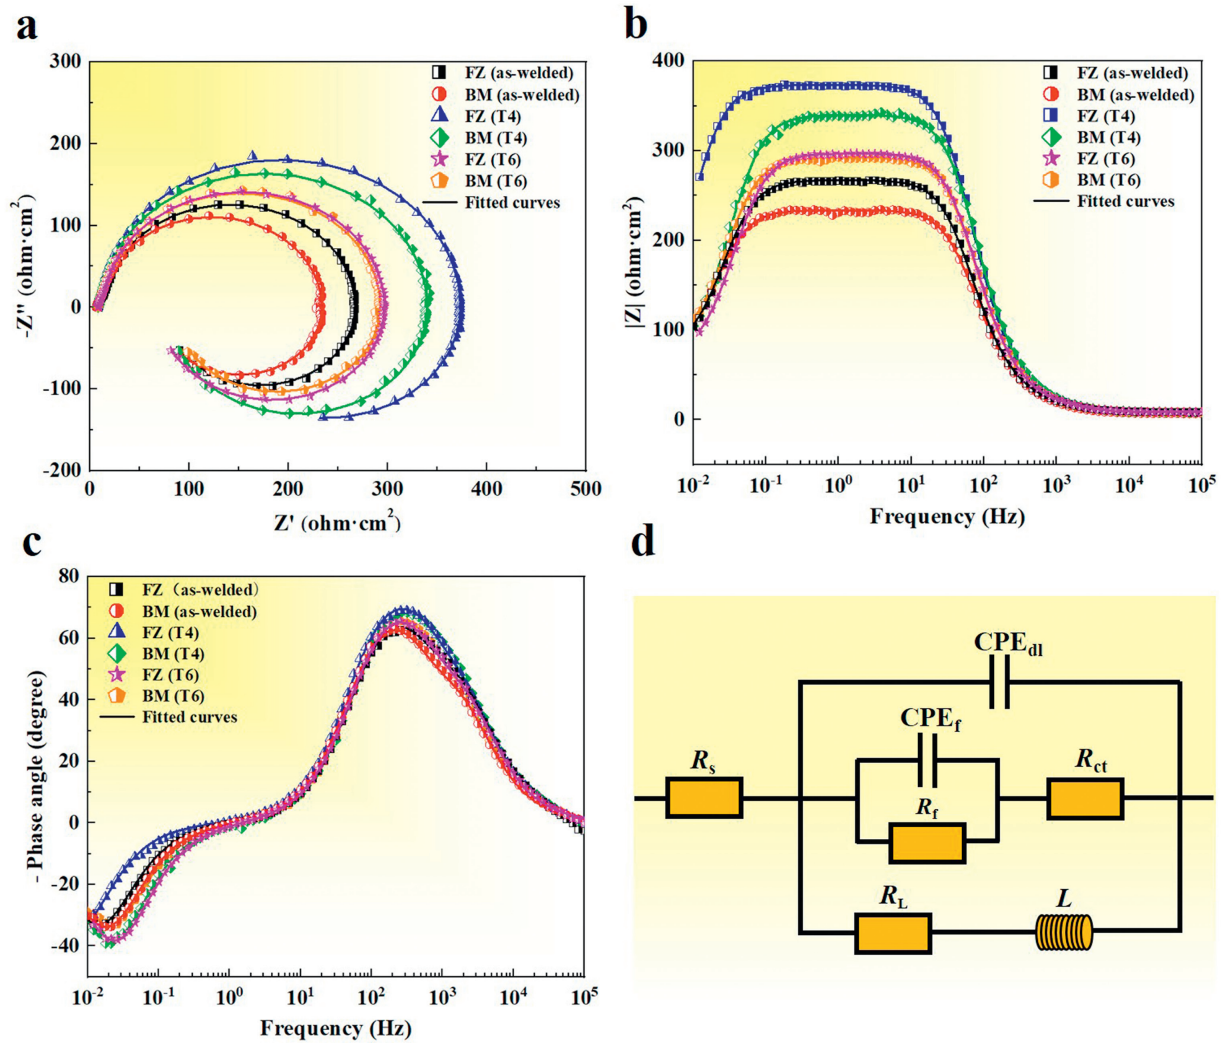 a
300
200
100
0
-100
-200
0 100 200 300 400 500
-Z'' (ohm·cm²)
Z' (ohm·cm²)
FZ (as-welded)
BM (as-welded)
FZ (T4)
BM (T4)
FZ (T6)
BM (T6)
Fitted curves
b
400
300
200
100
0
10⁻² 10⁻¹ 10⁰ 10¹ 10² 10³ 10⁴ 10⁵
|Z| (ohm·cm²)
Frequency (Hz)
FZ (as-welded)
BM (as-welded)
FZ (T4)
BM (T4)
FZ (T6)
BM (T6)
Fitted curves
c
80
60
40
20
0
-20
-40
10⁻² 10⁻¹ 10⁰ 10¹ 10² 10³ 10⁴ 10⁵
- Phase angle (degree)
Frequency (Hz)
FZ（as-welded）
BM (as-welded)
FZ (T4)
BM (T4)
FZ (T6)
BM (T6)
Fitted curves
d
CPEdl
CPEf
Rs
Rf
Rct
RL
L